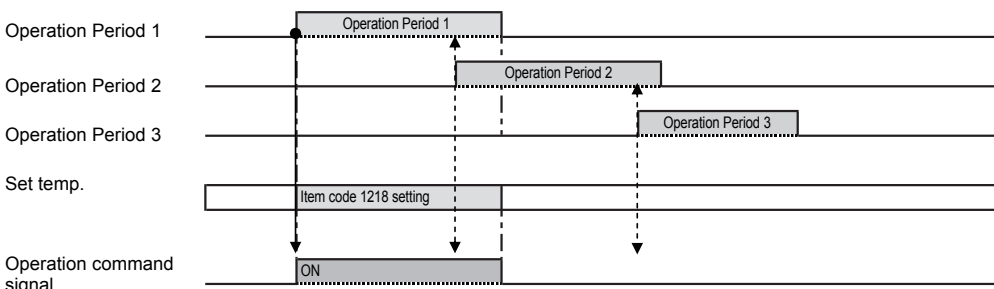 Operation Period 1
Operation Period 1
Operation Period 2
Operation Period 2
Operation Period 3
Operation Period 3
Set temp.
Item code 1218 setting
Operation command
signal
ON